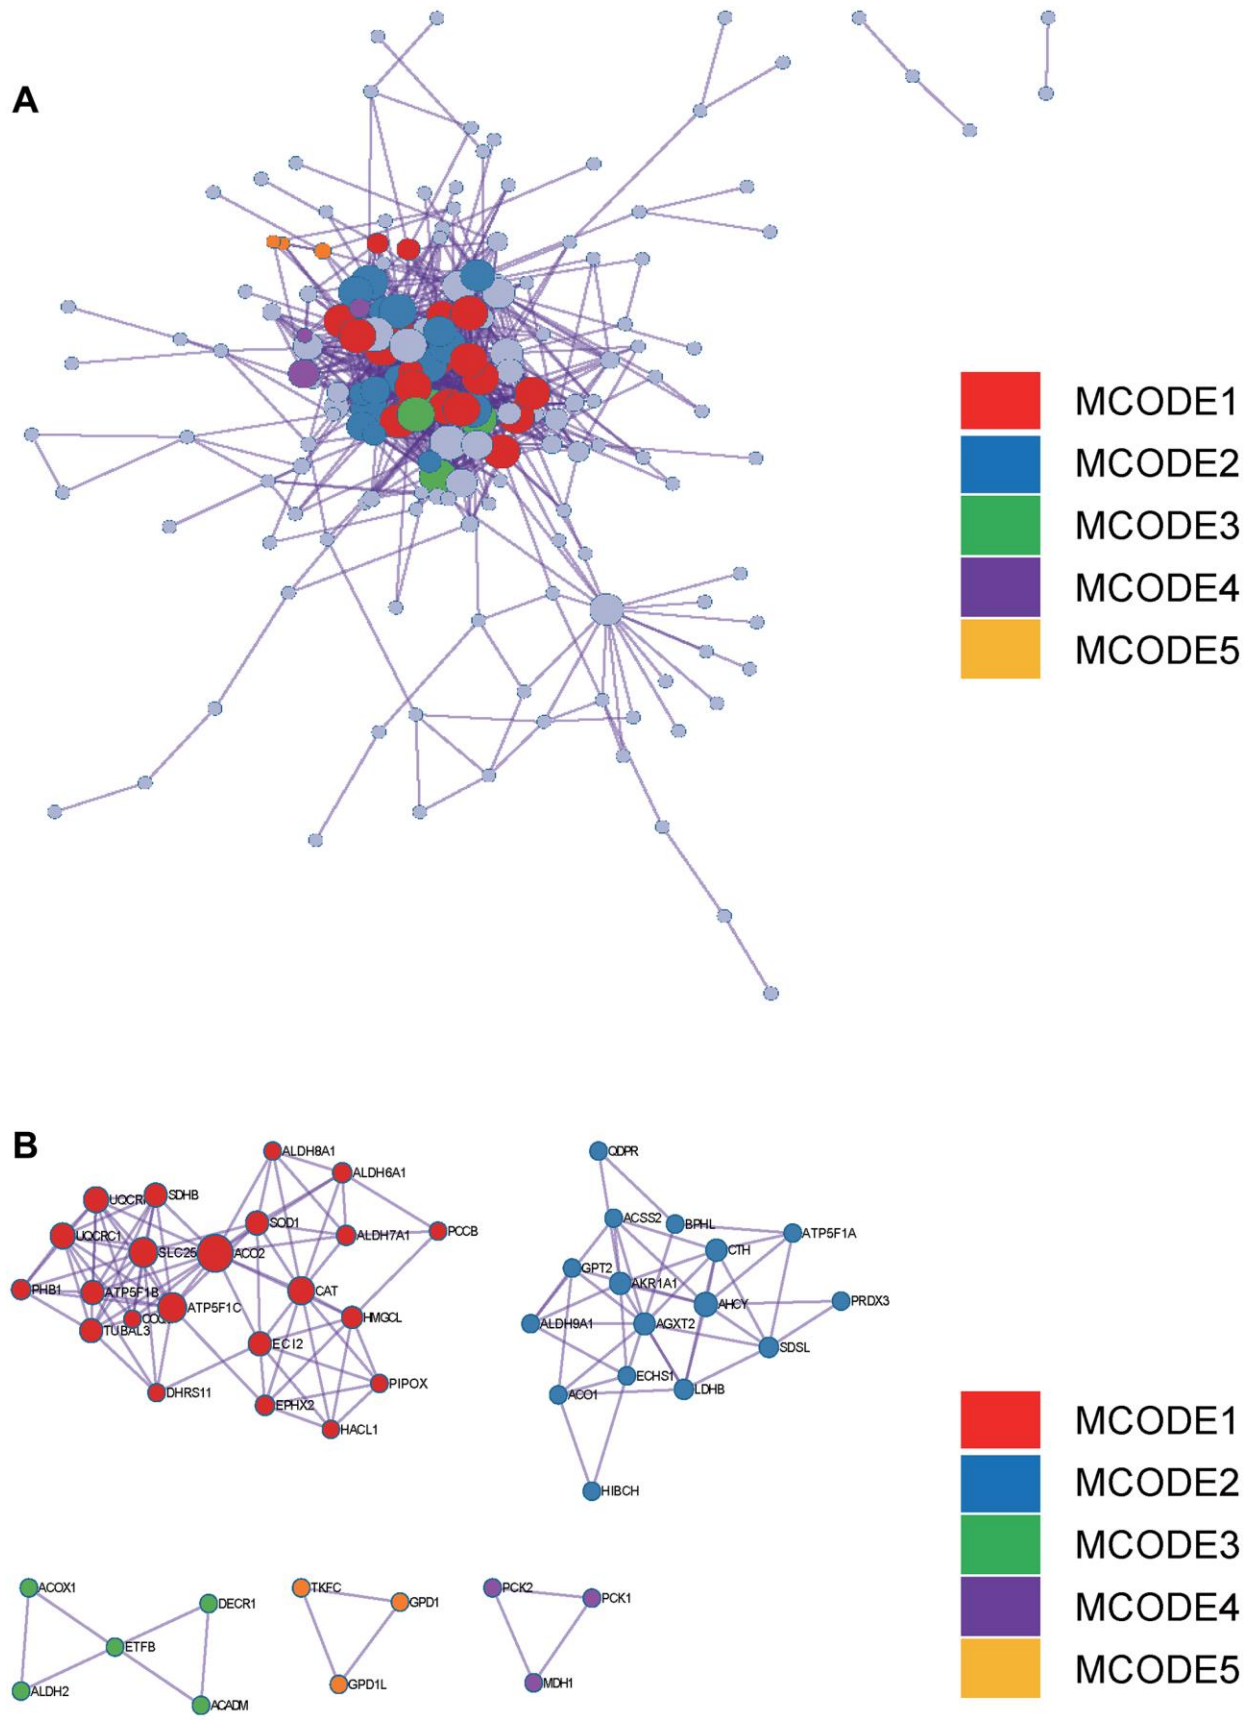 A
MCODE1
MCODE2
MCODE3
MCODE4
MCODE5
B
ALDH8A1
ALDH6A1
SDHB
SOD1
PCCB
UQCRC1
ALDH7A1
SLC25
ACO2
PHB1
ATP5F1B
CAT
ATP5F1C
HMGCL
TUBAL3
ECI2
DHRS11
PIPOX
EPHX2
HACL1
QDPR
ACSS2
BPHL
ATP5F1A
CTH
GPT2
AKR1A1
AHCY
PRDX3
ALDH9A1
AGXT2
SDSL
ECHS1
LDHB
ACO1
HIBCH
MCODE1
MCODE2
MCODE3
MCODE4
MCODE5
ACOX1
DECR1
ETFB
ALDH2
ACADM
TKFC
GPD1
GPD1L
PCK2
PCK1
MDH1